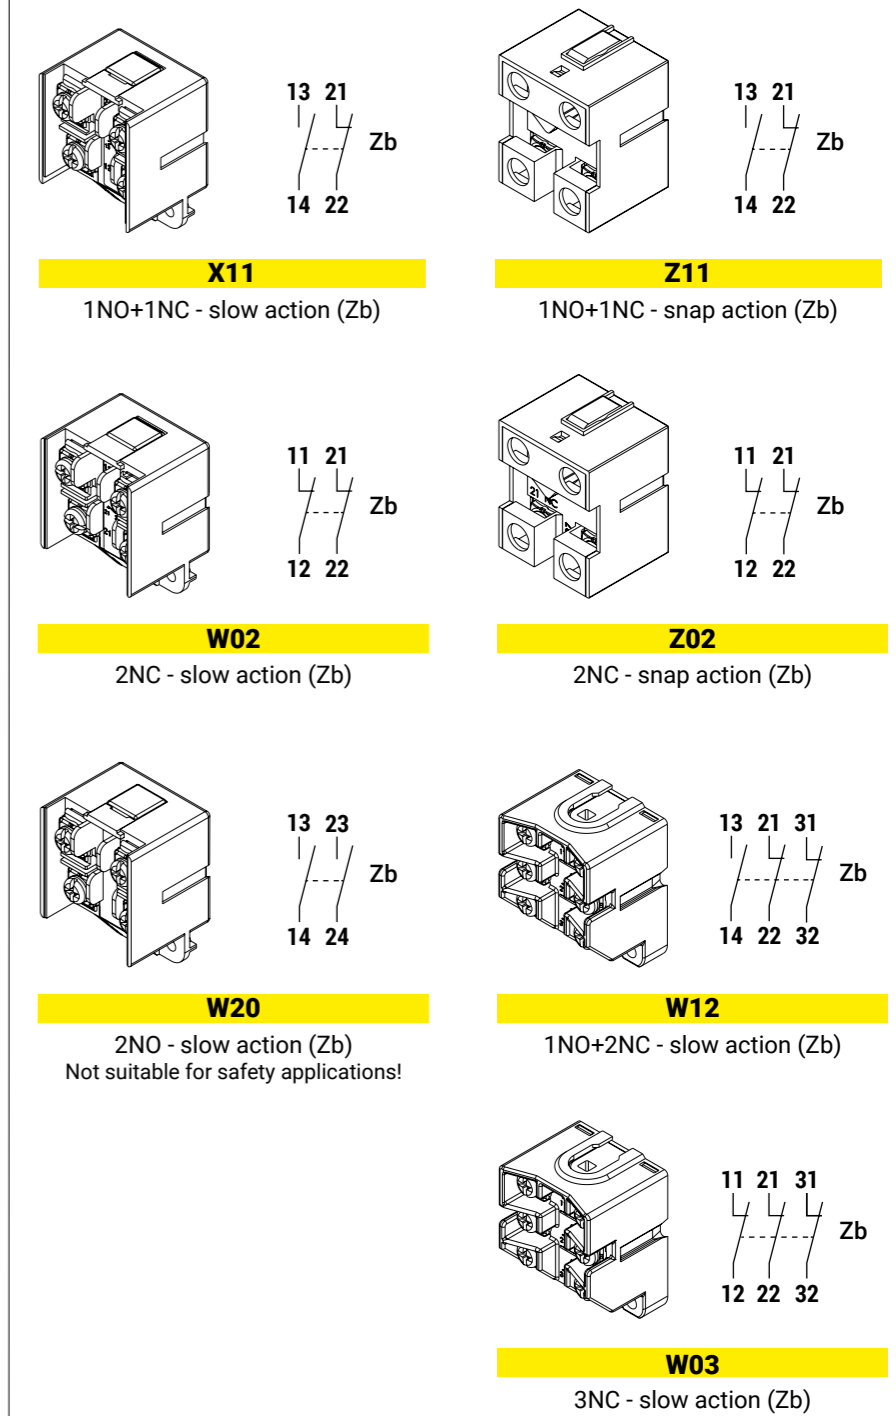 13 21
Zb
14 22
X11
1NO+1NC - slow action (Zb)
13 21
Zb
14 22
Z11
1NO+1NC - snap action (Zb)
11 21
Zb
12 22
W02
2NC - slow action (Zb)
21 NC
11 21
Zb
12 22
Z02
2NC - snap action (Zb)
13 23
Zb
14 24
W20
2NO - slow action (Zb)
Not suitable for safety applications!
13 21 31
Zb
14 22 32
W12
1NO+2NC - slow action (Zb)
11 21 31
Zb
12 22 32
W03
3NC - slow action (Zb)